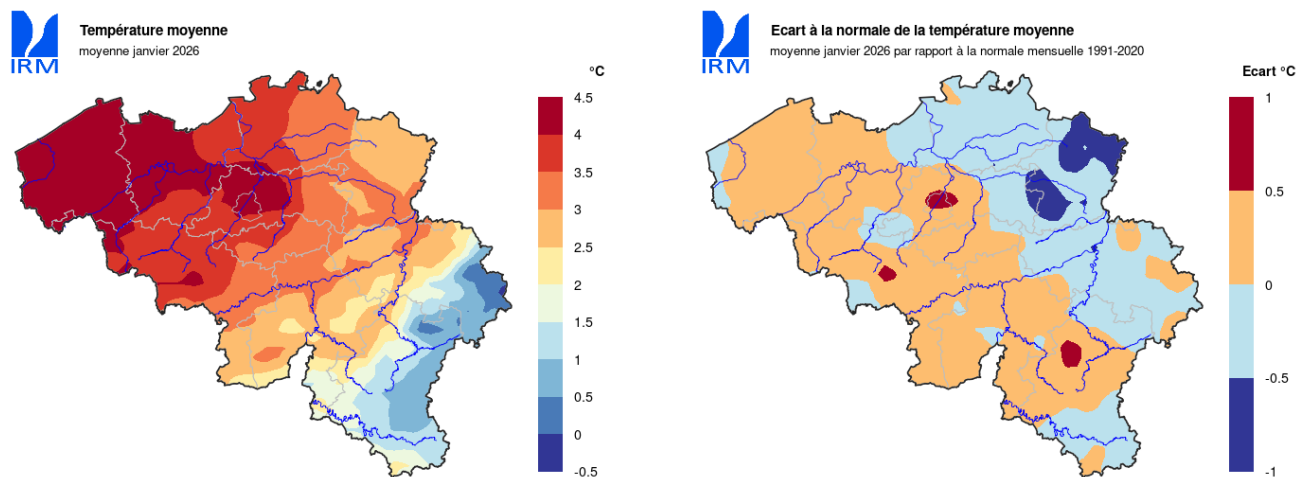 IRM
Température moyenne
moyenne janvier 2026
°C
4.5
4
3.5
3
2.5
2
1.5
1
0.5
0
-0.5
IRM
Ecart à la normale de la température moyenne
moyenne janvier 2026 par rapport à la normale mensuelle 1991-2020
Ecart °C
1
0.5
0
-0.5
-1